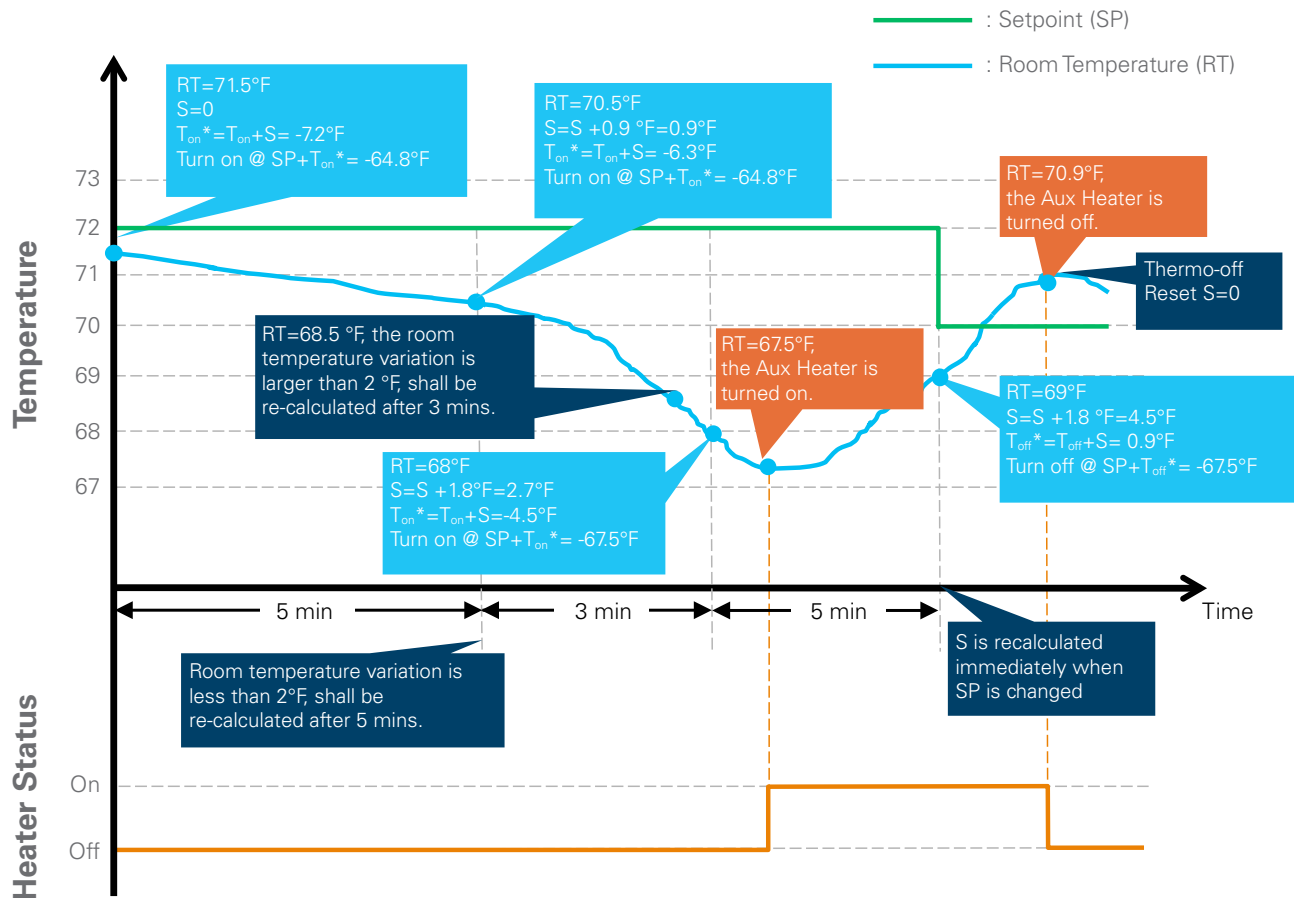 : Setpoint (SP)
: Room Temperature (RT)
RT=71.5°F
S=0
Ton*=Ton+S= -7.2°F
Turn on @ SP+Ton*= -64.8°F
RT=70.5°F
S=S +0.9 °F=0.9°F
Ton*=Ton+S= -6.3°F
Turn on @ SP+Ton*= -64.8°F
RT=70.9°F,
the Aux Heater is
turned off.
Thermo-off
Reset S=0
Temperature
73
72
71
70
69
68
67
RT=68.5 °F, the room
temperature variation is
larger than 2 °F, shall be
re-calculated after 3 mins.
RT=67.5°F,
the Aux Heater is
turned on.
RT=68°F
S=S +1.8°F=2.7°F
Ton*=Ton+S=-4.5°F
Turn on @ SP+Ton*= -67.5°F
RT=69°F
S=S +1.8 °F=4.5°F
Toff*=Toff+S= 0.9°F
Turn off @ SP+Toff*= -67.5°F
5 min
3 min
5 min
Time
Room temperature variation is
less than 2°F, shall be
re-calculated after 5 mins.
S is recalculated
immediately when
SP is changed
Heater Status
On
Off